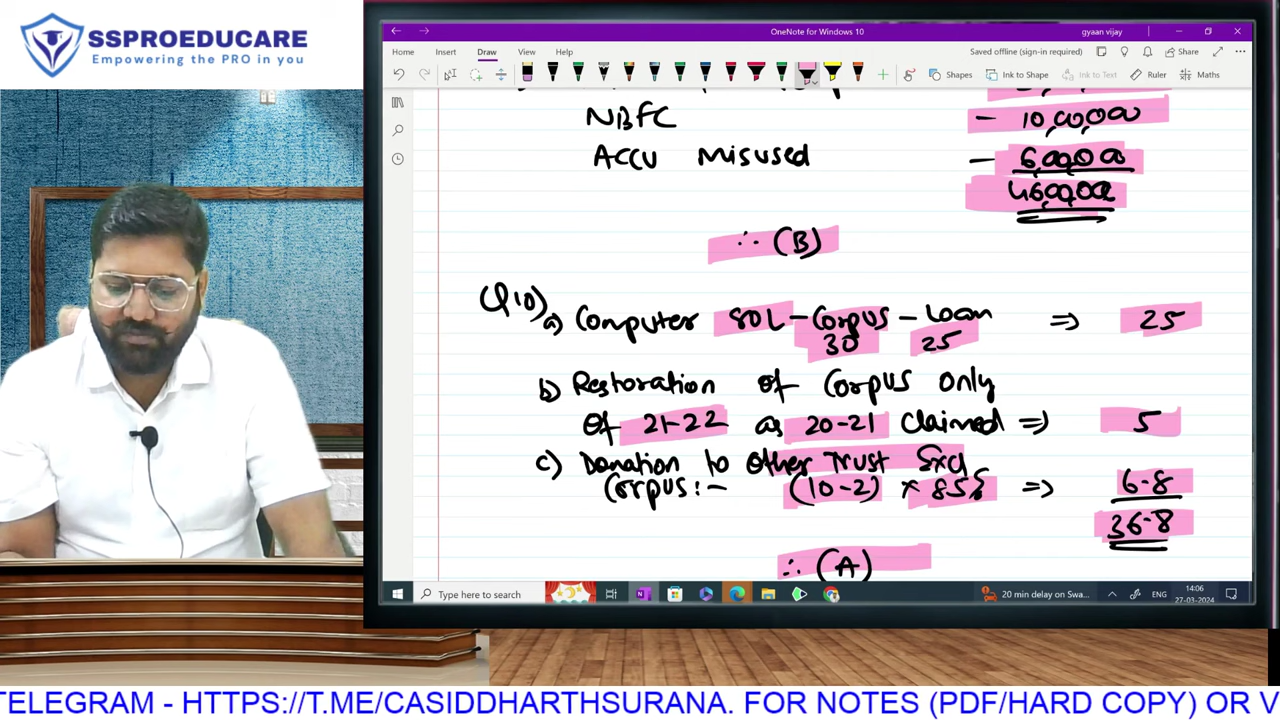 SSPROEDUCARE
Empowering the PRO in you
OneNote for Windows 10
gyaan vijay
Home Insert Draw View Help
Saved offline (sign-in required)
Share
Shapes
Ink to Shape
Ink to Text
Ruler
Maths
NBFC - 10,00,000
ACCU Misused - 6,00,000
46,00,000
∴ (B)
Q10) a) Computer 80L - Corpus - Loan ⇒ 25
30 25
b) Restoration of Corpus only
of 21-22 as 20-21 claimed ⇒ 5
c) Donation to other Trust Excl
Corpus:- (10-2) × 85% ⇒ 6.8
36.8
∴ (A)
Type here to search
20 min delay on Swa...
ENG
14:06
27-03-2024
TELEGRAM - HTTPS://T.ME/CASIDDHARTHSURANA. FOR NOTES (PDF/HARD COPY) OR V